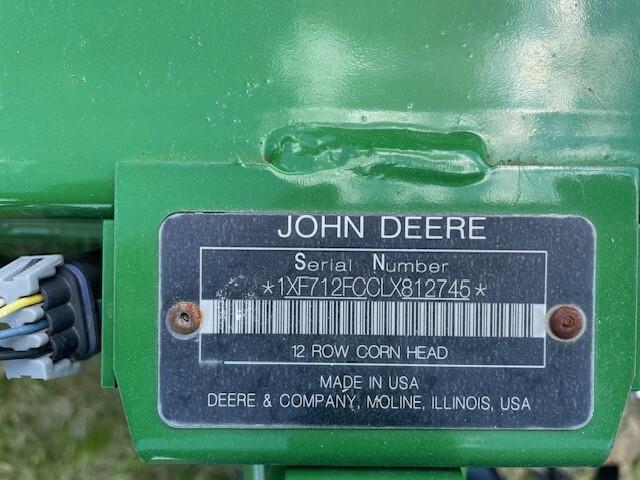 JOHN DEERE
Serial Number
*1XF712FCCLX812745*
12 ROW CORN HEAD
MADE IN USA
DEERE & COMPANY, MOLINE, ILLINOIS, USA